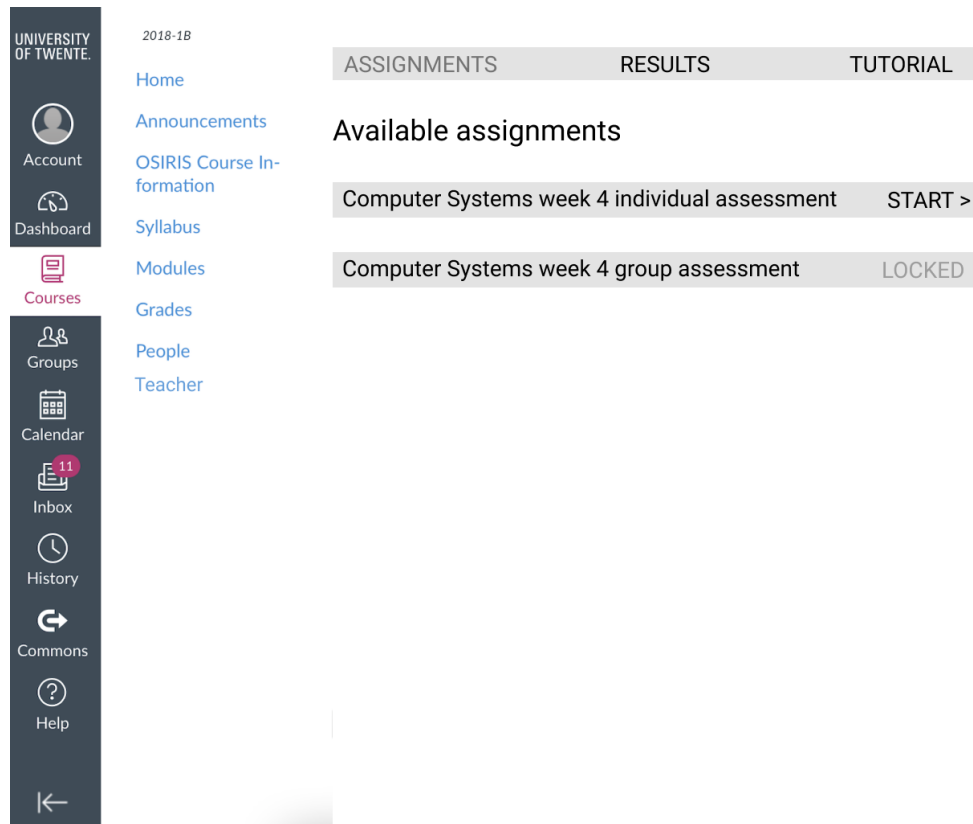 UNIVERSITY
OF TWENTE.
Account
Dashboard
Courses
Groups
Calendar
11
Inbox
History
Commons
?
Help
2018-1B
Home
Announcements
OSIRIS Course In-
formation
Syllabus
Modules
Grades
People
Teacher
ASSIGNMENTS RESULTS TUTORIAL
Available assignments
Computer Systems week 4 individual assessment START >
Computer Systems week 4 group assessment LOCKED